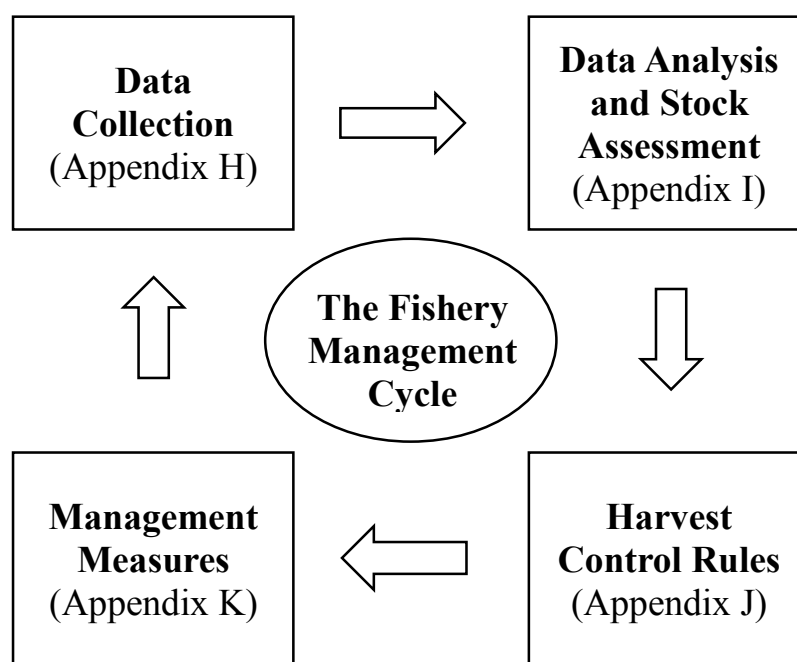 Data
Collection
(Appendix H)
Data Analysis
and Stock
Assessment
(Appendix I)
The Fishery
Management
Cycle
Management
Measures
(Appendix K)
Harvest
Control Rules
(Appendix J)